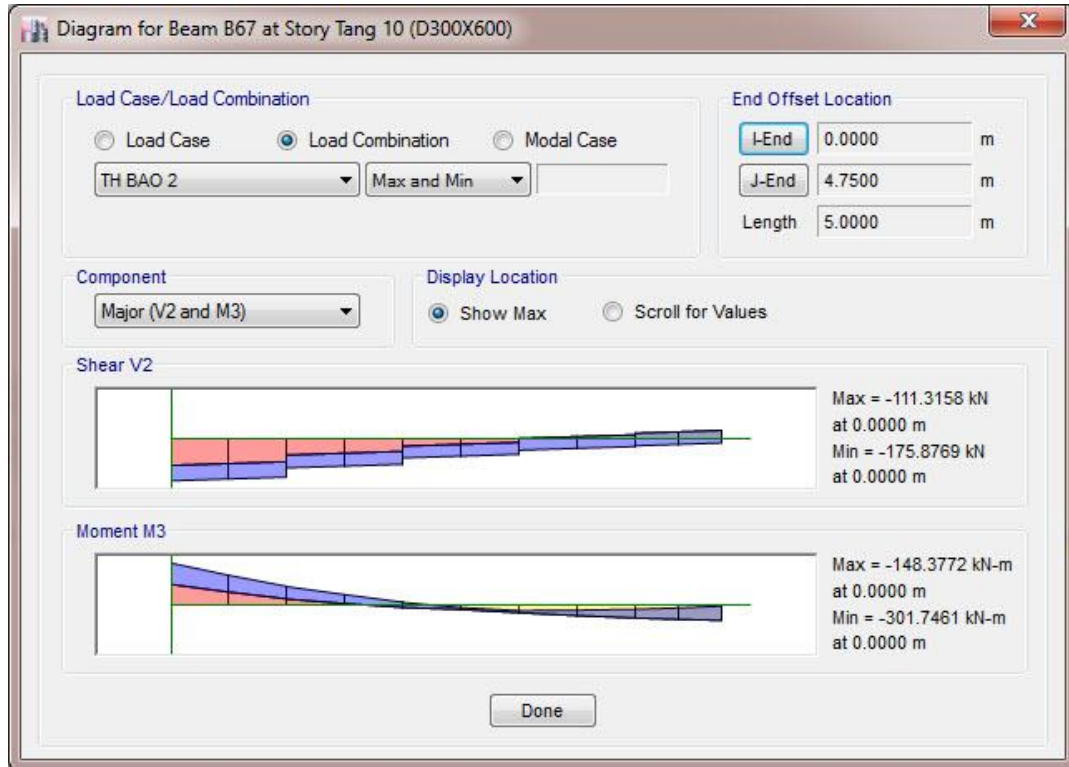 Diagram for Beam B67 at Story Tang 10 (D300X600)
Load Case/Load Combination
Load Case Load Combination Modal Case
TH BAO 2 Max and Min
End Offset Location
I-End 0.0000 m
J-End 4.7500 m
Length 5.0000 m
Component
Major (V2 and M3)
Display Location
Show Max Scroll for Values
Shear V2
Max = -111.3158 kN
at 0.0000 m
Min = -175.8769 kN
at 0.0000 m
Moment M3
Max = -148.3772 kN-m
at 0.0000 m
Min = -301.7461 kN-m
at 0.0000 m
Done